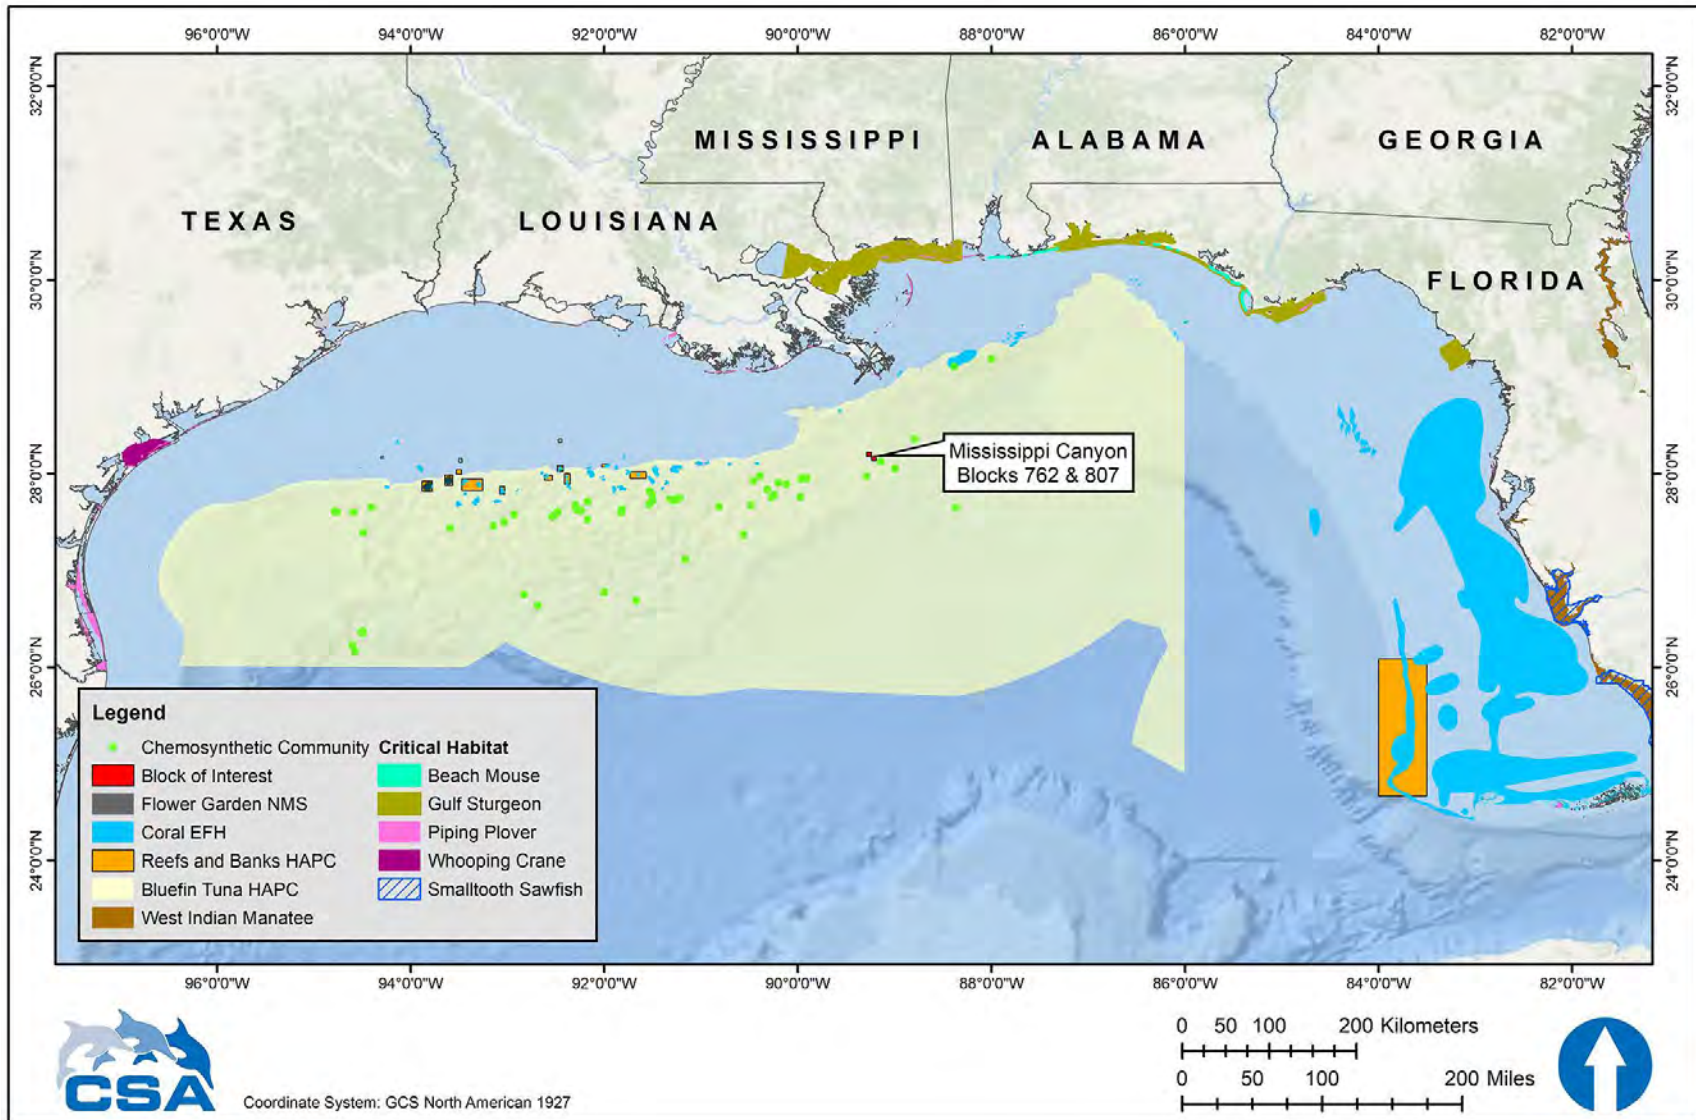 96°0'0"W 94°0'0"W 92°0'0"W 90°0'0"W 88°0'0"W 86°0'0"W 84°0'0"W 82°0'0"W
32°0'0"N
32°0'0"N
MISSISSIPPI
ALABAMA
GEORGIA
TEXAS
LOUISIANA
30°0'0"N
FLORIDA
30°0'0"N
Mississippi Canyon
Blocks 762 & 807
28°0'0"N
28°0'0"N
26°0'0"N
26°0'0"N
Legend
Chemosynthetic Community
Block of Interest
Flower Garden NMS
Coral EFH
Reefs and Banks HAPC
Bluefin Tuna HAPC
West Indian Manatee
Critical Habitat
Beach Mouse
Gulf Sturgeon
Piping Plover
Whooping Crane
Smalltooth Sawfish
24°0'0"N
24°0'0"N
96°0'0"W 94°0'0"W 92°0'0"W 90°0'0"W 88°0'0"W 86°0'0"W 84°0'0"W 82°0'0"W
CSA
Coordinate System: GCS North American 1927
0 50 100 200 Kilometers
0 50 100 200 Miles